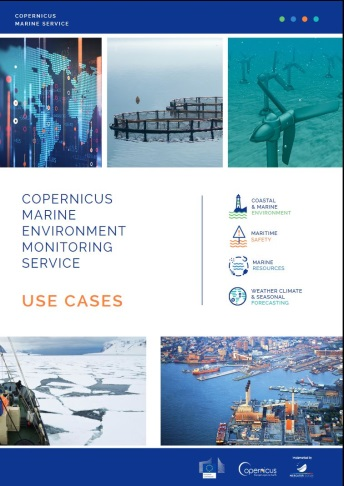 COPERNICUS
MARINE SERVICE
COPERNICUS
MARINE
ENVIRONMENT
MONITORING
SERVICE
USE CASES
COASTAL
& MARINE
ENVIRONMENT
MARITIME
SAFETY
MARINE
RESOURCES
WEATHER CLIMATE
& SEASONAL
FORECASTING
Copernicus